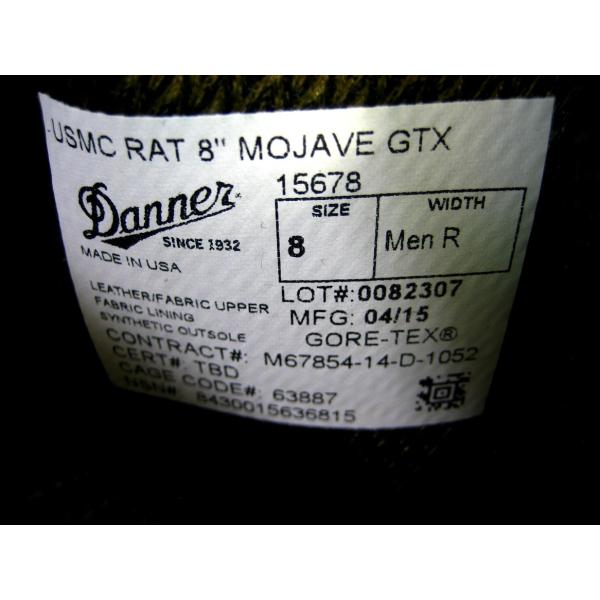 -USMC RAT 8" MOJAVE GTX
Danner
SINCE 1932
MADE IN USA
15678
SIZE WIDTH
8 Men R
LOT#:0082307
MFG: 04/15
GORE-TEX®
LEATHER/FABRIC UPPER
FABRIC LINING
SYNTHETIC OUTSOLE
CONTRACT#: M67854-14-D-1052
CERT#: TBD
CAGE CODE#: 63887
NSN#: 8430015636815